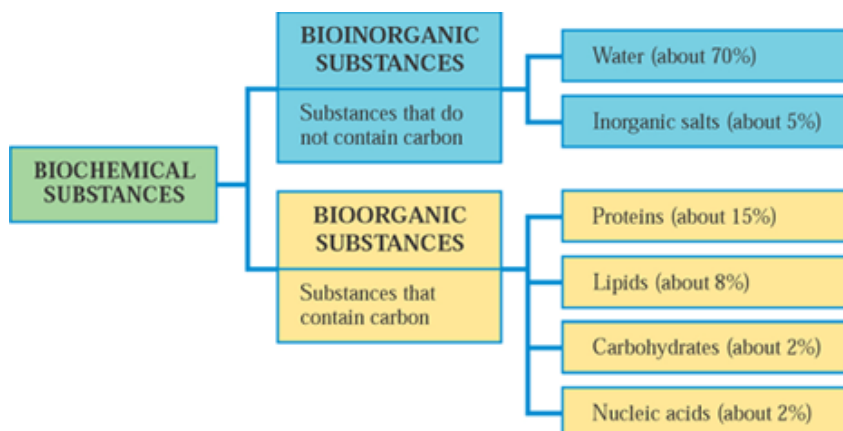 BIOCHEMICAL
SUBSTANCES
BIOINORGANIC
SUBSTANCES
Substances that do
not contain carbon
Water (about 70%)
Inorganic salts (about 5%)
BIOORGANIC
SUBSTANCES
Substances that
contain carbon
Proteins (about 15%)
Lipids (about 8%)
Carbohydrates (about 2%)
Nucleic acids (about 2%)